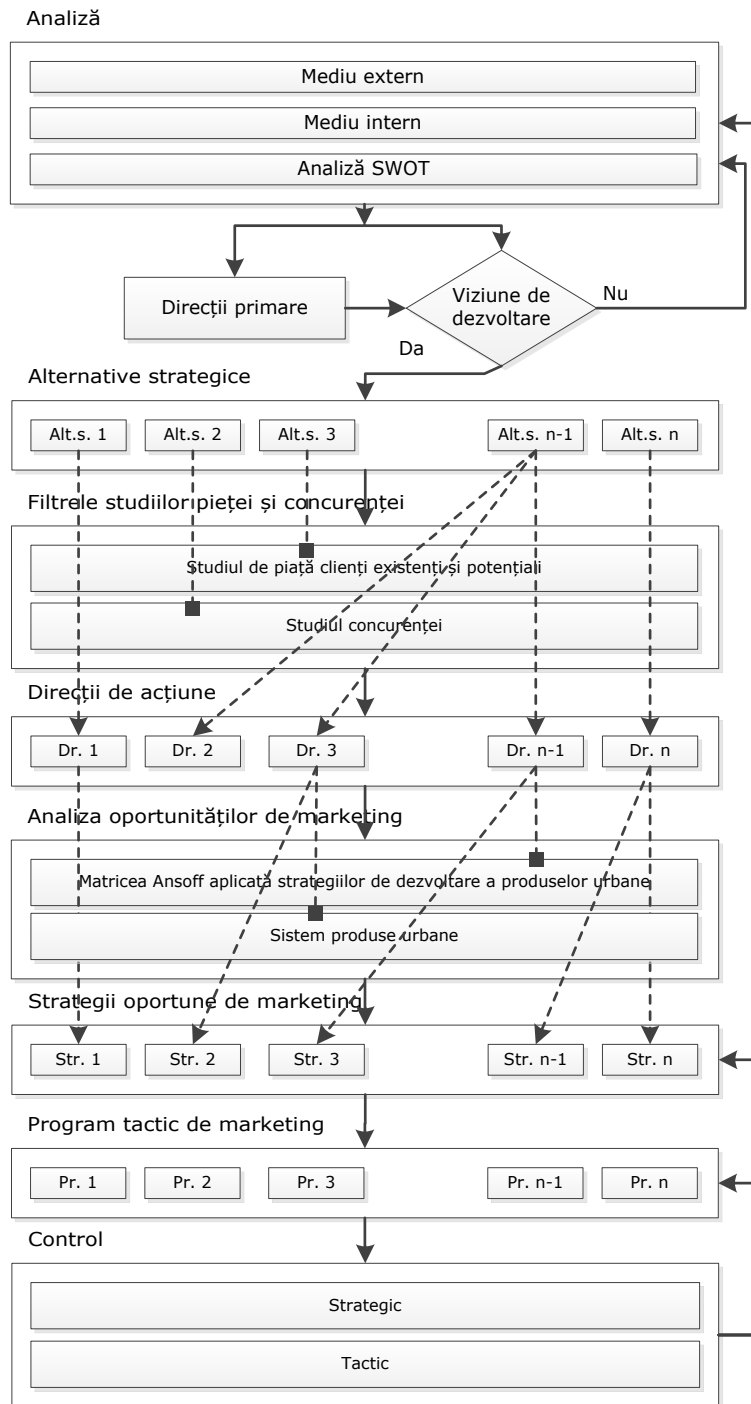 Analiză
Mediu extern
Mediu intern
Analiză SWOT
Direcții primare
Viziune de
dezvoltare
Nu
Da
Alternative strategice
Alt.s. 1
Alt.s. 2
Alt.s. 3
Alt.s. n-1
Alt.s. n
Filtrele studiilor pieței și concurenței
Studiul de piață clienți existenți și potențiali
Studiul concurenței
Direcții de acțiune
Dr. 1
Dr. 2
Dr. 3
Dr. n-1
Dr. n
Analiza oportunităților de marketing
Matricea Ansoff aplicată strategiilor de dezvoltare a produselor urbane
Sistem produse urbane
Strategii oportune de marketing
Str. 1
Str. 2
Str. 3
Str. n-1
Str. n
Program tactic de marketing
Pr. 1
Pr. 2
Pr. 3
Pr. n-1
Pr. n
Control
Strategic
Tactic